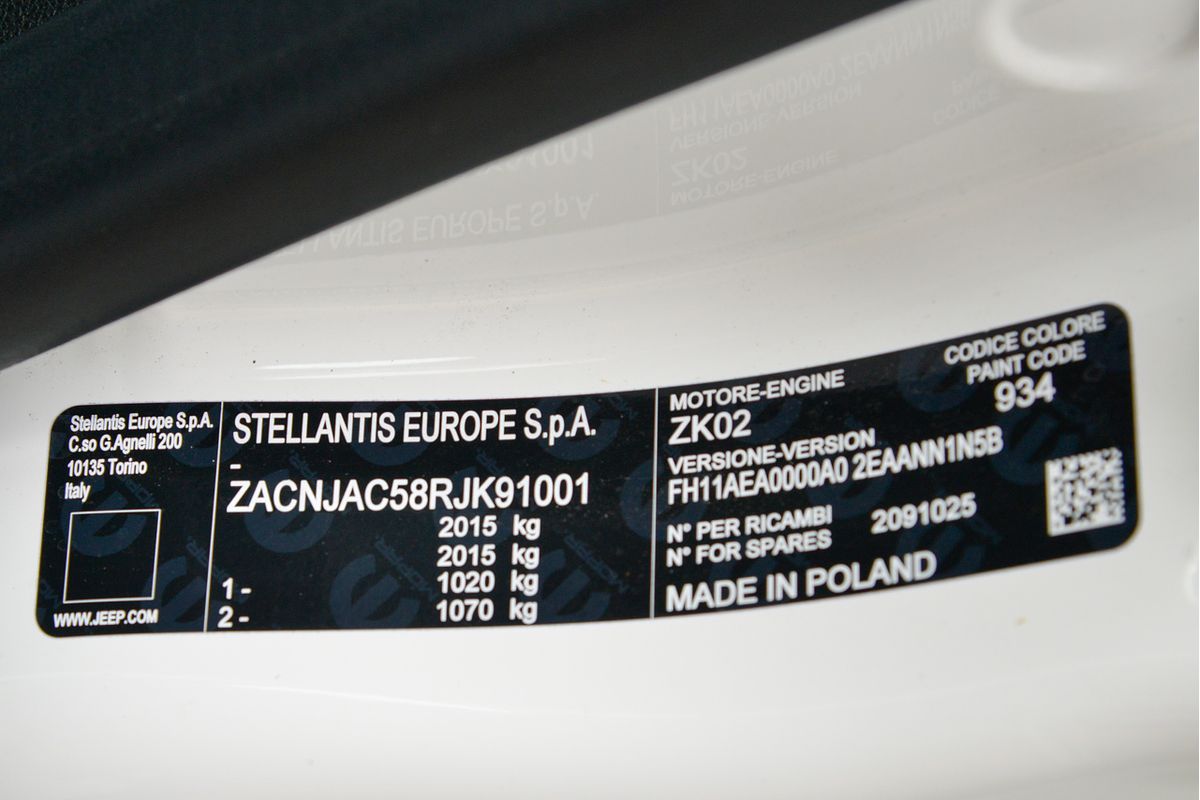 Stellantis Europe S.p.A.
C.so G.Agnelli 200
10135 Torino
Italy
WWW.JEEP.COM
STELLANTIS EUROPE S.p.A.
-
ZACNJAC58RJK91001
2015 kg
2015 kg
1 - 1020 kg
2 - 1070 kg
MOTORE-ENGINE
ZK02
CODICE COLORE
PAINT CODE
934
VERSIONE-VERSION
FH11AEA0000A0 2EAANN1N5B
N° PER RICAMBI
N° FOR SPARES
2091025
MADE IN POLAND